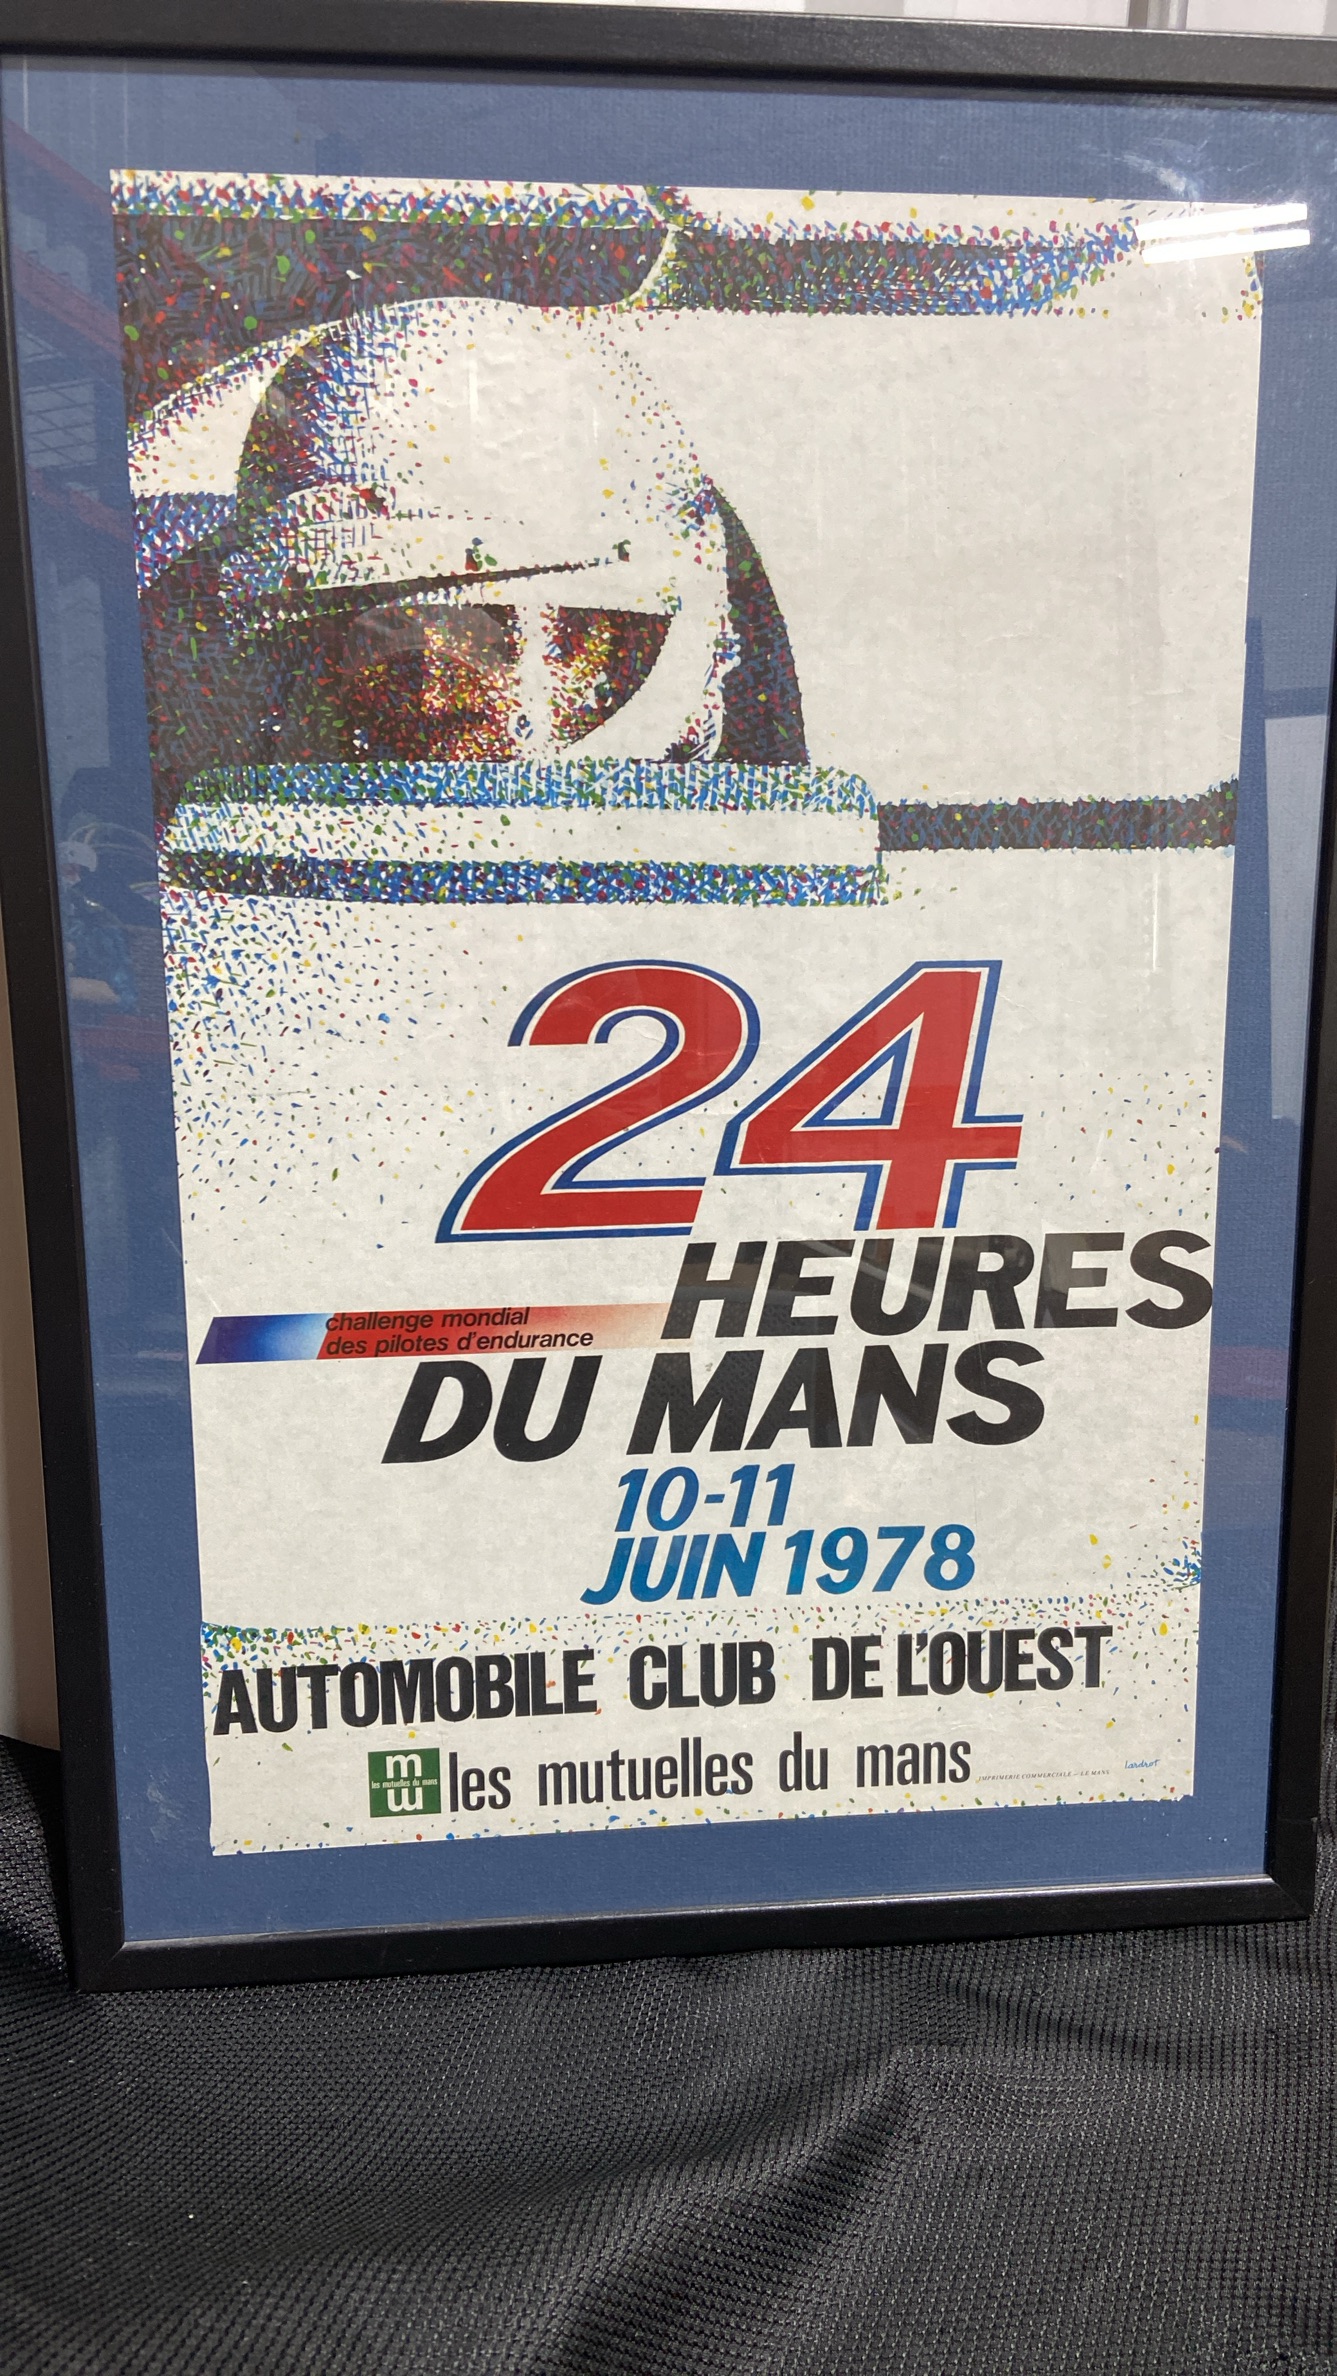 24
HEURES
challenge mondial
des pilotes d'endurance
DU MANS
10-11
JUIN 1978
AUTOMOBILE CLUB DE L'OUEST
m
les mutuelles du mans
les mutuelles du mans
IMPRIMERIE COMMERCIALE - LE MANS
Lardrot